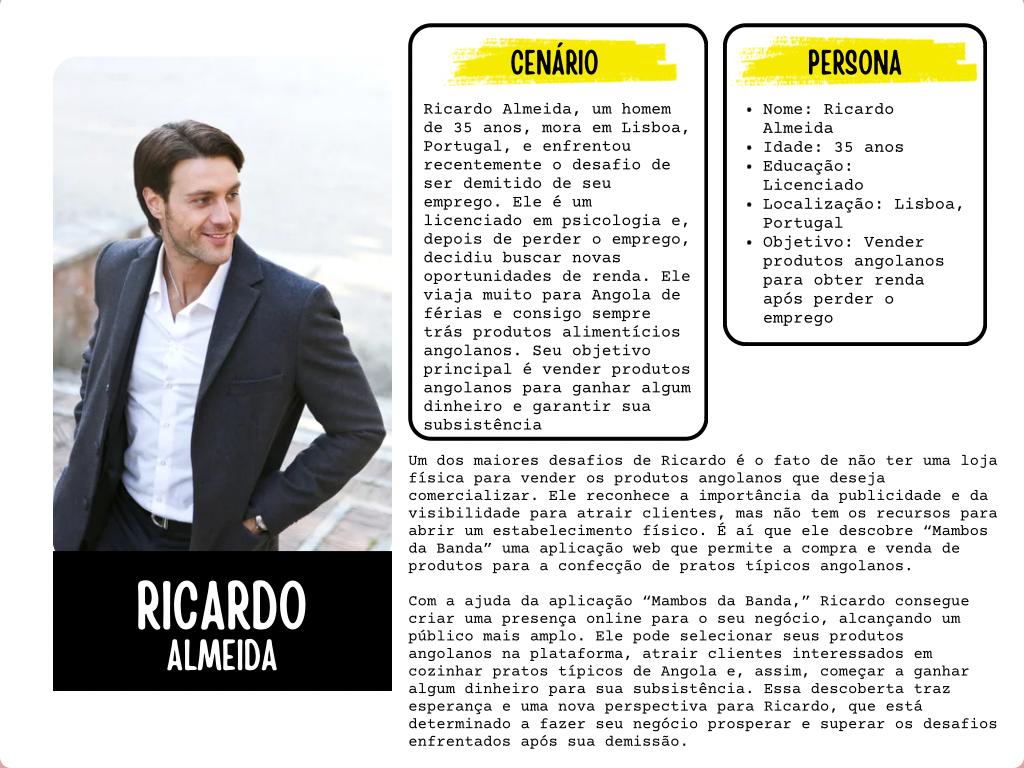 CENÁRIO
Ricardo Almeida, um homem
de 35 anos, mora em Lisboa,
Portugal, e enfrentou
recentemente o desafio de
ser demitido de seu
emprego. Ele é um
licenciado em psicologia e,
depois de perder o emprego,
decidiu buscar novas
oportunidades de renda. Ele
viaja muito para Angola de
férias e consigo sempre
trás produtos alimentícios
angolanos. Seu objetivo
principal é vender produtos
angolanos para ganhar algum
dinheiro e garantir sua
subsistência
PERSONA
• Nome: Ricardo
Almeida
• Idade: 35 anos
• Educação:
Licenciado
• Localização: Lisboa,
Portugal
• Objetivo: Vender
produtos angolanos
para obter renda
após perder o
emprego
Um dos maiores desafios de Ricardo é o fato de não ter uma loja
física para vender os produtos angolanos que deseja
comercializar. Ele reconhece a importância da publicidade e da
visibilidade para atrair clientes, mas não tem os recursos para
abrir um estabelecimento físico. É aí que ele descobre “Mambos
da Banda” uma aplicação web que permite a compra e venda de
produtos para a confecção de pratos típicos angolanos.
Com a ajuda da aplicação “Mambos da Banda,” Ricardo consegue
criar uma presença online para o seu negócio, alcançando um
público mais amplo. Ele pode selecionar seus produtos
angolanos na plataforma, atrair clientes interessados em
cozinhar pratos típicos de Angola e, assim, começar a ganhar
algum dinheiro para sua subsistência. Essa descoberta traz
esperança e uma nova perspectiva para Ricardo, que está
determinado a fazer seu negócio prosperar e superar os desafios
enfrentados após sua demissão.
RICARDO
ALMEIDA